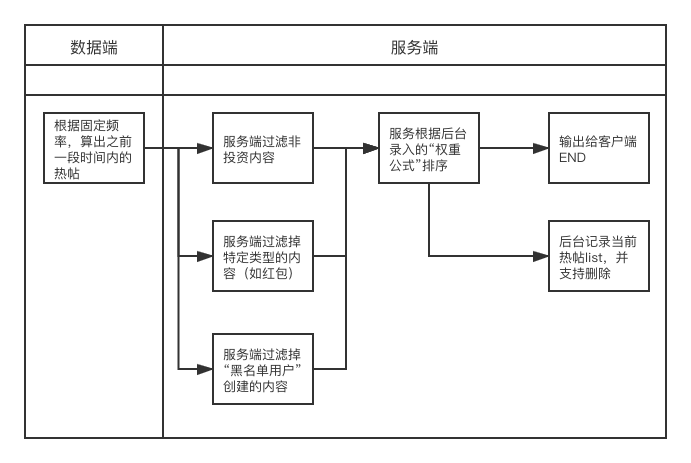 数据端
服务端
根据固定频
率，算出之前
一段时间内的
热帖
服务端过滤非
投资内容
服务根据后台
录入的“权重
公式”排序
输出给客户端
END
服务端过滤掉
特定类型的内
容（如红包）
后台记录当前
热帖list，并
支持删除
服务端过滤掉
“黑名单用户”
创建的内容